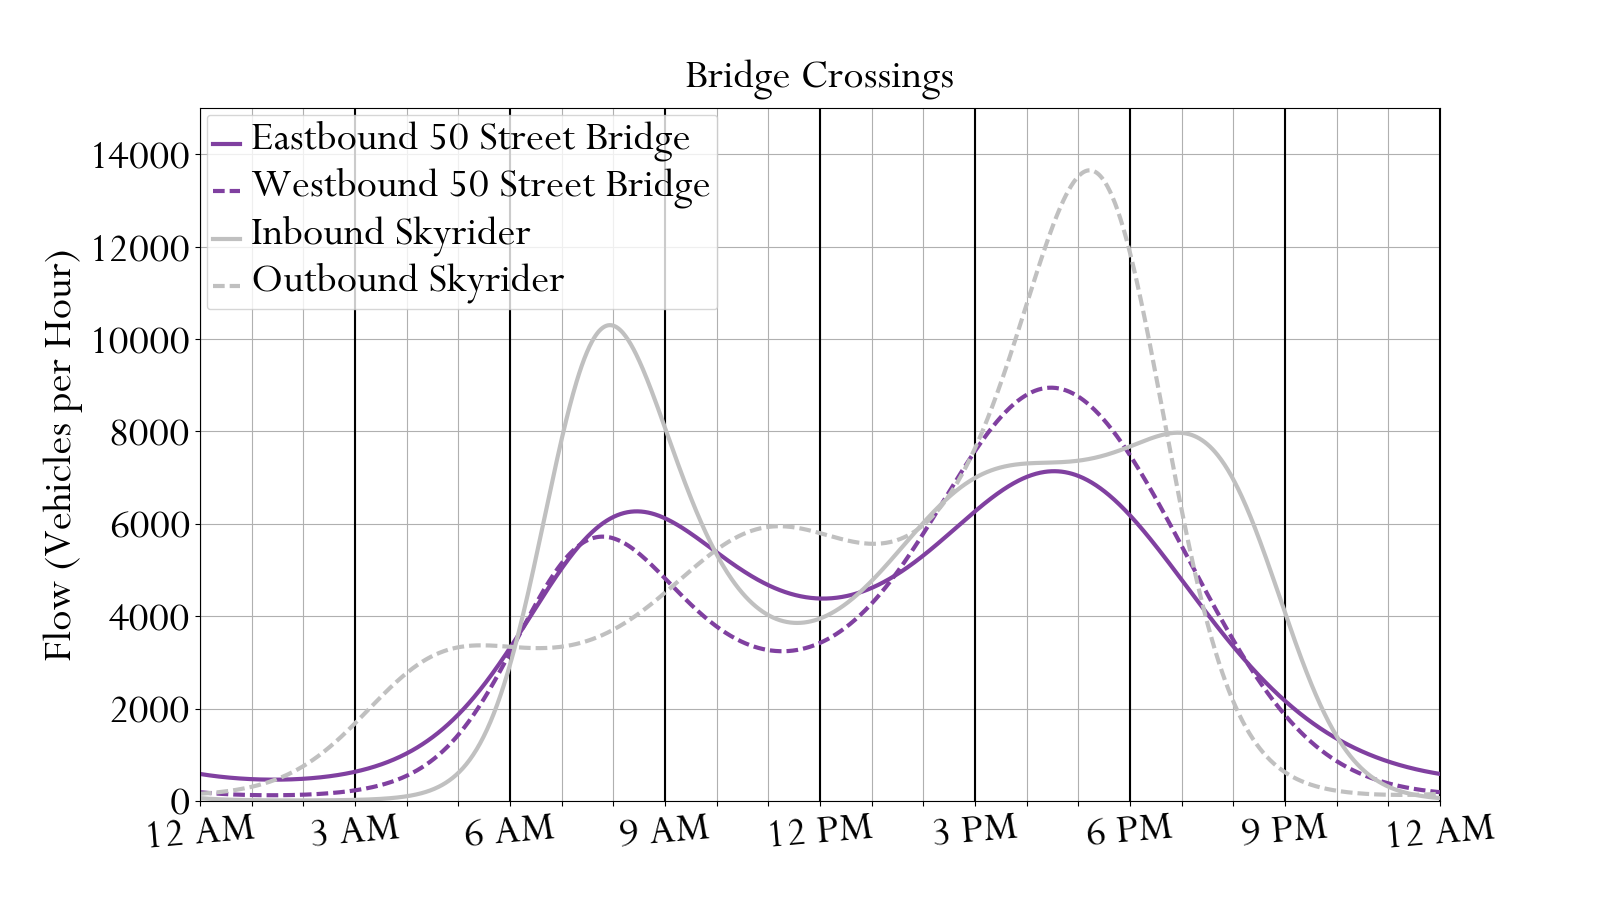 Bridge Crossings
Eastbound 50 Street Bridge
Westbound 50 Street Bridge
Inbound Skyrider
Outbound Skyrider
Flow (Vehicles per Hour)
14000
12000
10000
8000
6000
4000
2000
0
12 AM 3 AM 6 AM 9 AM 12 PM 3 PM 6 PM 9 PM 12 AM